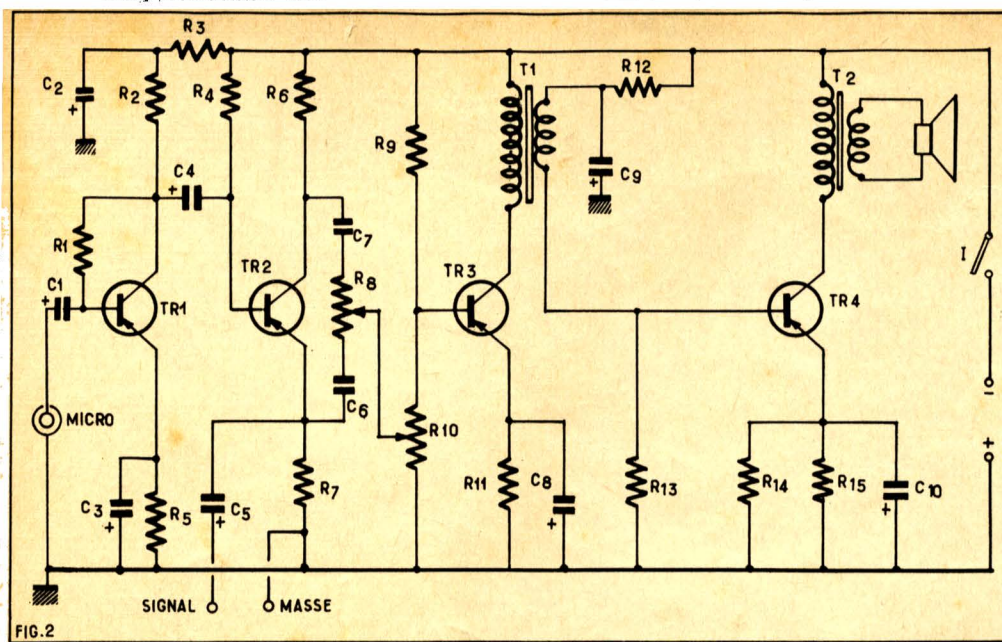 R3
T1
R12
T2
C2
+
R2
R4
R6
R9
C9
+
C4
+
R1
C7
C1
+
TR1
TR2
R8
TR3
TR4
I
C6
MICRO
R10
-
+
C3
+
R5
C5
+
R7
R11
C8
+
R13
R14
R15
C10
+
SIGNAL
MASSE
FIG.2